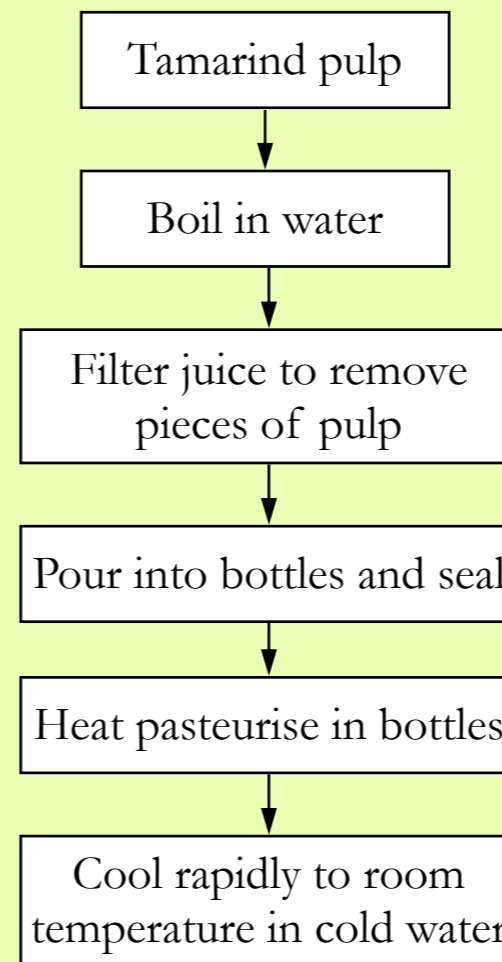 Tamarind pulp
Boil in water
Filter juice to remove
pieces of pulp
Pour into bottles and seal
Heat pasteurise in bottles
Cool rapidly to room
temperature in cold water